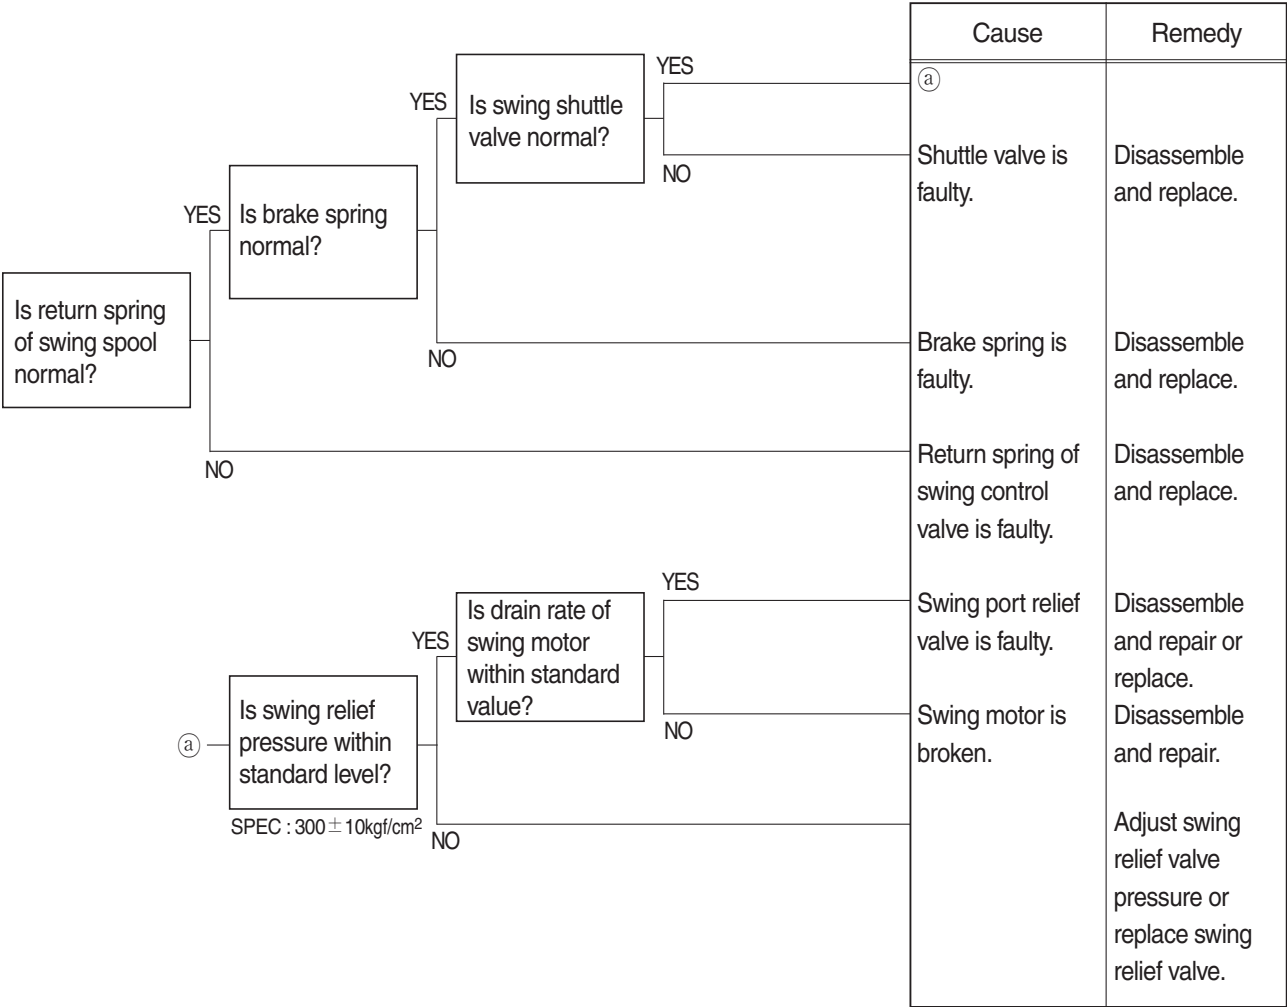 Cause
Remedy
YES
ⓐ
YES
Is swing shuttle
valve normal?
Shuttle valve is
faulty.
Disassemble
and replace.
NO
YES
Is brake spring
normal?
Is return spring
of swing spool
normal?
NO
Brake spring is
faulty.
Disassemble
and replace.
NO
Return spring of
swing control
valve is faulty.
Disassemble
and replace.
YES
Is drain rate of
swing motor
within standard
value?
Swing port relief
valve is faulty.
Disassemble
and repair or
replace.
YES
NO
Swing motor is
broken.
Disassemble
and repair.
ⓐ
Is swing relief
pressure within
standard level?
SPEC : 300±10kgf/cm²
NO
Adjust swing
relief valve
pressure or
replace swing
relief valve.